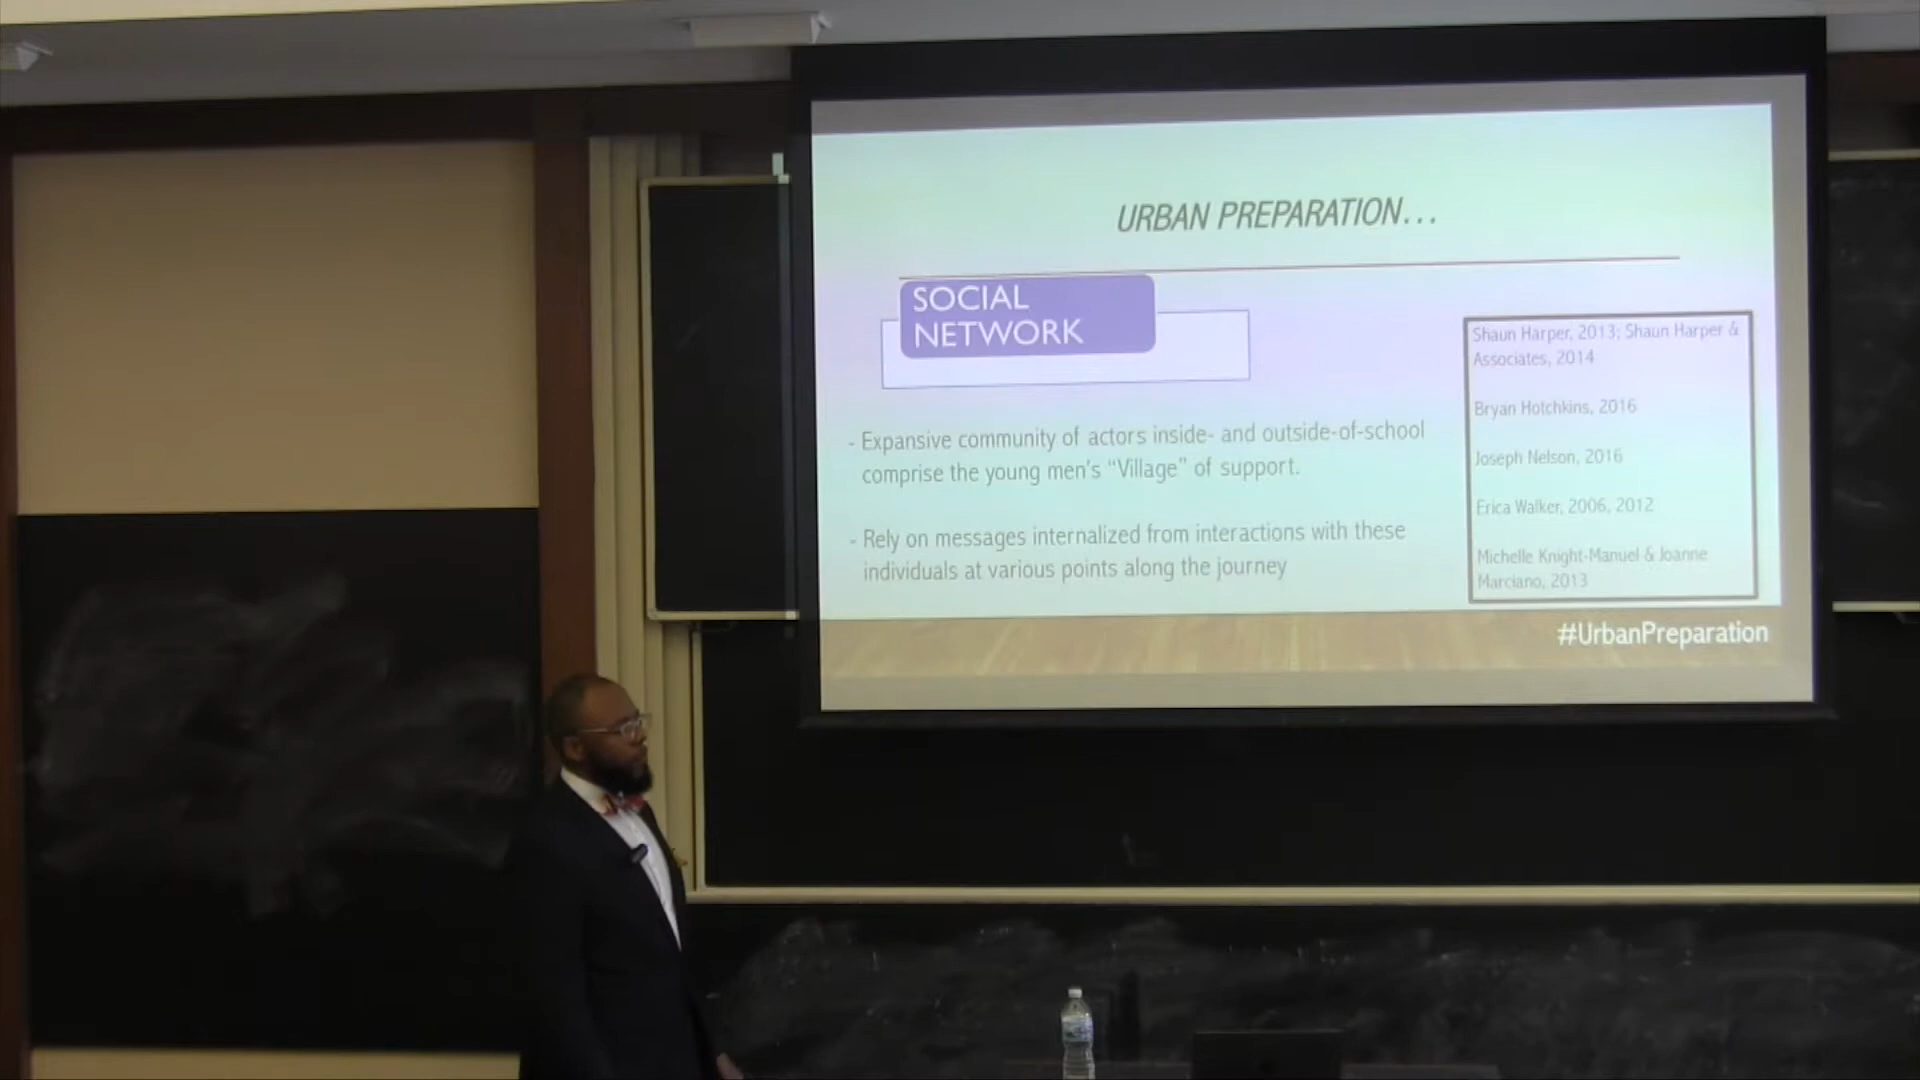 URBAN PREPARATION…
SOCIAL
NETWORK
- Expansive community of actors inside- and outside-of-school
comprise the young men's “Village” of support.
- Rely on messages internalized from interactions with these
individuals at various points along the journey
Shaun Harper, 2013; Shaun Harper &
Associates, 2014
Bryan Hotchkins, 2016
Joseph Nelson, 2016
Erica Walker, 2006, 2012
Michelle Knight-Manuel & Joanne
Marciano, 2013
#UrbanPreparation